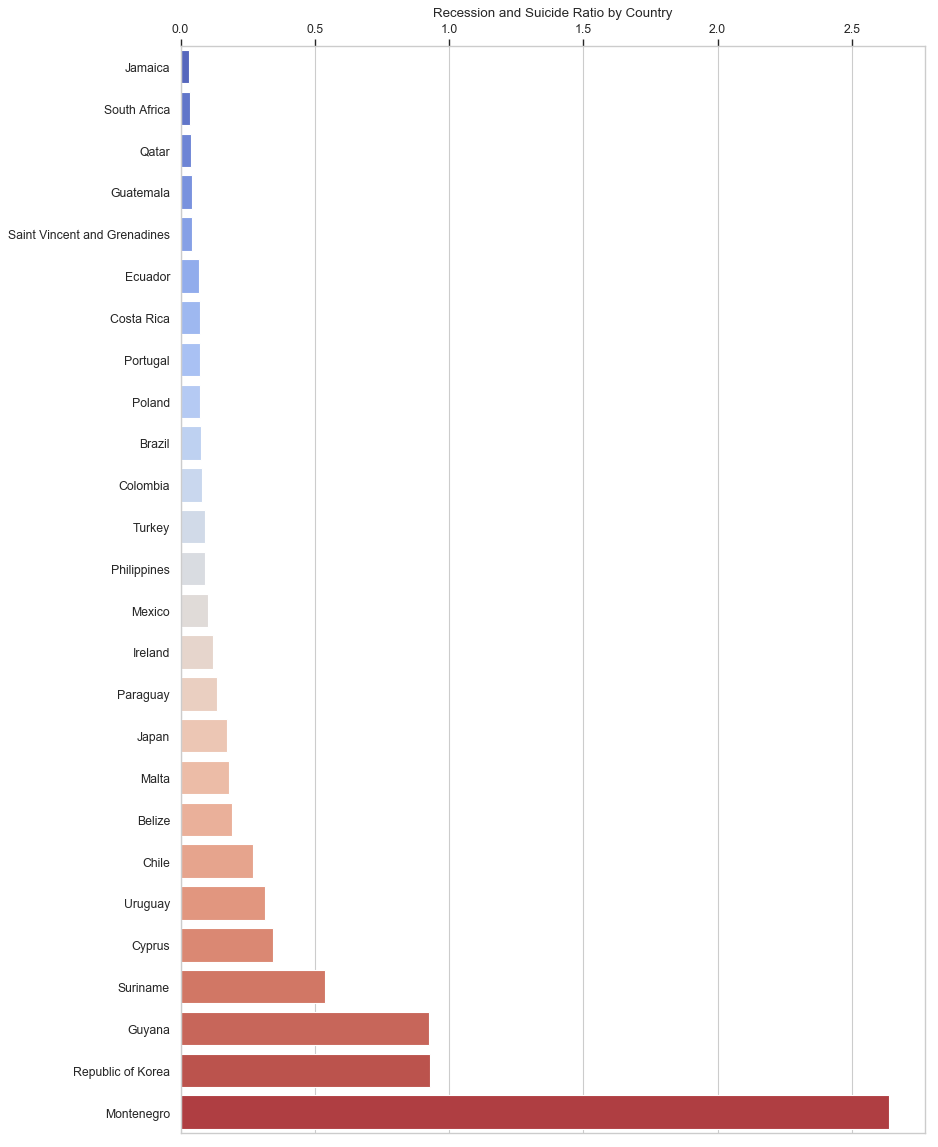 Recession and Suicide Ratio by Country
0.0 0.5 1.0 1.5 2.0 2.5
Jamaica
South Africa
Qatar
Guatemala
Saint Vincent and Grenadines
Ecuador
Costa Rica
Portugal
Poland
Brazil
Colombia
Turkey
Philippines
Mexico
Ireland
Paraguay
Japan
Malta
Belize
Chile
Uruguay
Cyprus
Suriname
Guyana
Republic of Korea
Montenegro